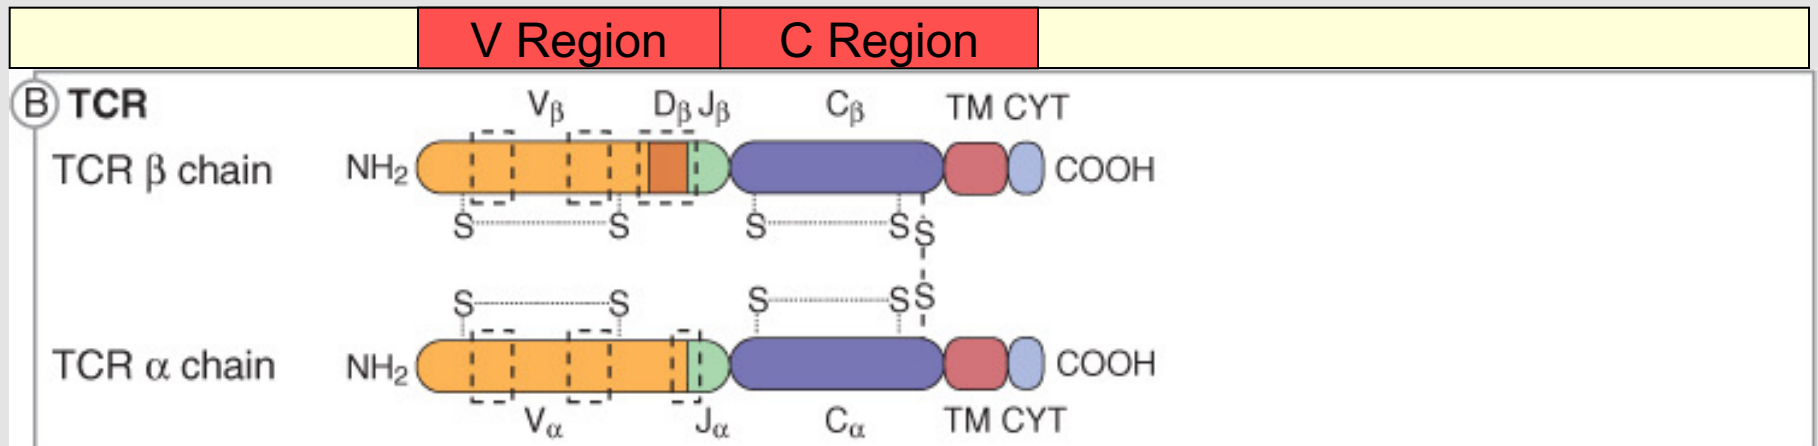 V Region C Region
B TCR
Vβ Dβ Jβ Cβ TM CYT
TCR β chain NH2 COOH
S S S S S
S S S S S
TCR α chain NH2 COOH
Vα Jα Cα TM CYT